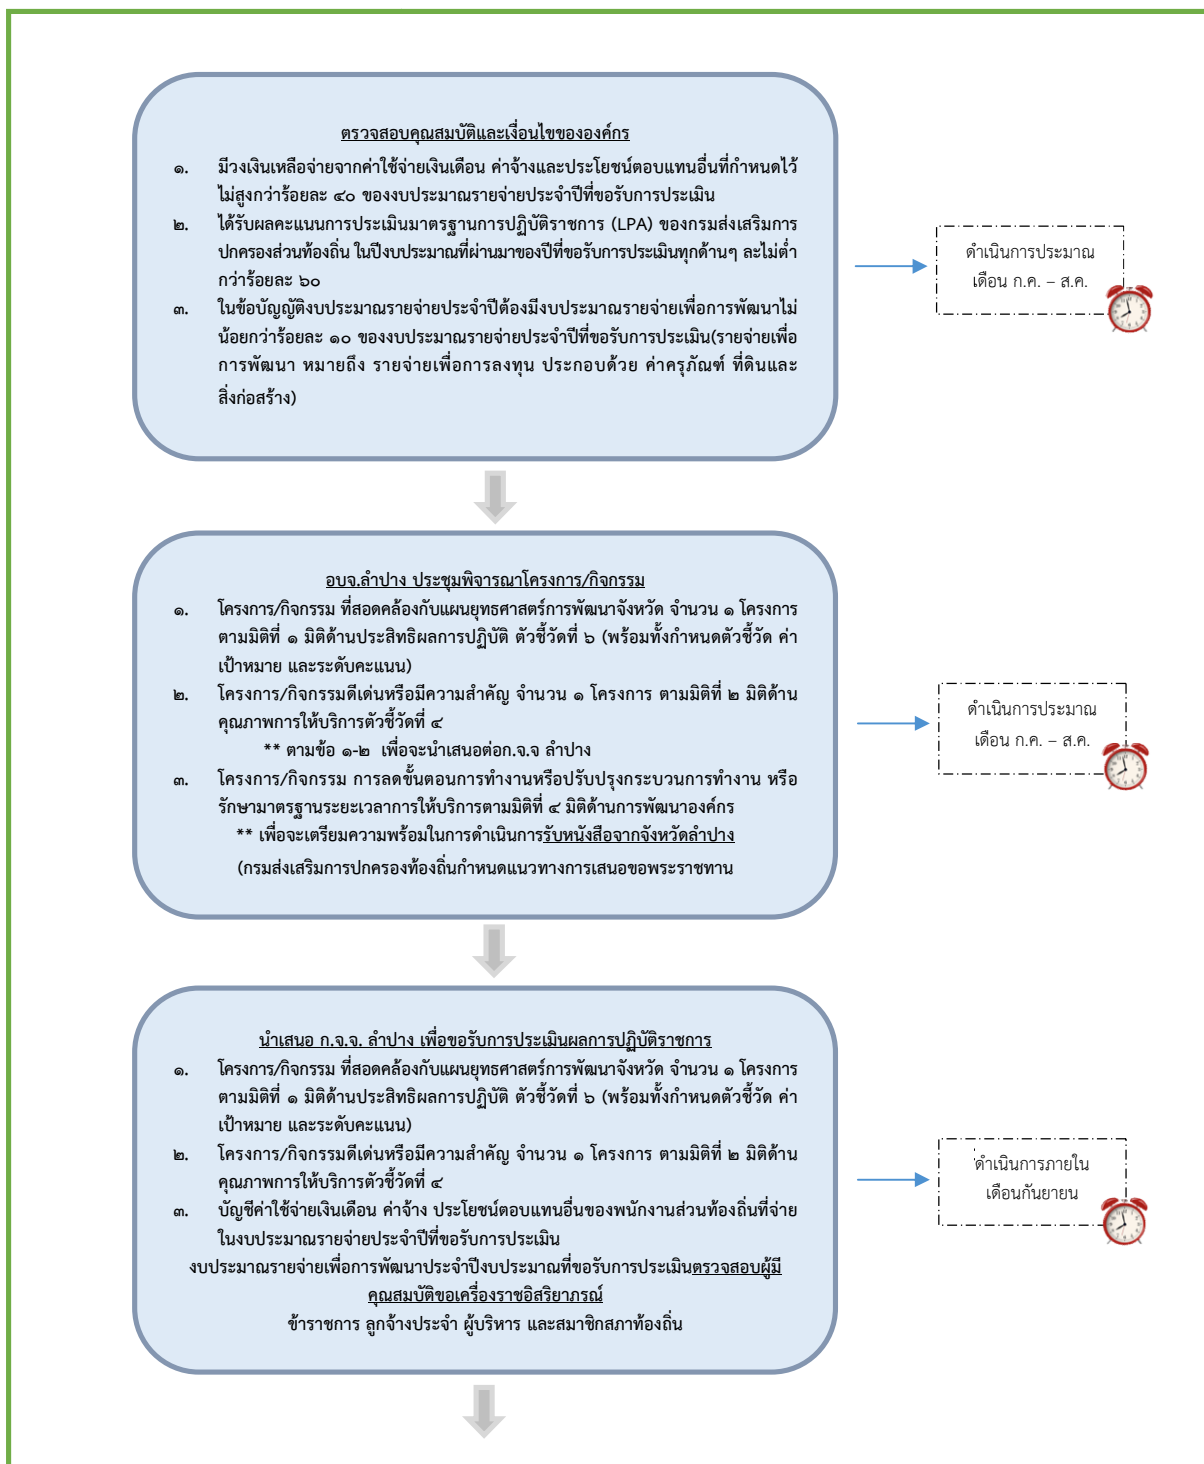 ตรวจสอบคุณสมบัติและเงื่อนไขขององค์กร
๑. มีวงเงินเหลือจ่ายจากค่าใช้จ่ายเงินเดือน ค่าจ้างและประโยชน์ตอบแทนอื่นที่กำหนดไว้
ไม่สูงกว่าร้อยละ ๔๐ ของงบประมาณรายจ่ายประจำปีที่ขอรับการประเมิน
๒. ได้รับผลคะแนนการประเมินมาตรฐานการปฏิบัติราชการ (LPA) ของกรมส่งเสริมการ
ปกครองส่วนท้องถิ่น ในปีงบประมาณที่ผ่านมาของปีที่ขอรับการประเมินทุกด้านๆ ละไม่ต่ำ
กว่าร้อยละ ๖๐
๓. ในข้อบัญญัติงบประมาณรายจ่ายประจำปีต้องมีงบประมาณรายจ่ายเพื่อการพัฒนาไม่
น้อยกว่าร้อยละ ๑๐ ของงบประมาณรายจ่ายประจำปีที่ขอรับการประเมิน(รายจ่ายเพื่อ
การพัฒนา หมายถึง รายจ่ายเพื่อการลงทุน ประกอบด้วย ค่าครุภัณฑ์ ที่ดินและ
สิ่งก่อสร้าง)
ดำเนินการประมาณ
เดือน ก.ค. – ส.ค.
อบจ.ลำปาง ประชุมพิจารณาโครงการ/กิจกรรม
๑. โครงการ/กิจกรรม ที่สอดคล้องกับแผนยุทธศาสตร์การพัฒนาจังหวัด จำนวน ๑ โครงการ
ตามมิติที่ ๑ มิติด้านประสิทธิผลการปฏิบัติ ตัวชี้วัดที่ ๖ (พร้อมทั้งกำหนดตัวชี้วัด ค่า
เป้าหมาย และระดับคะแนน)
๒. โครงการ/กิจกรรมดีเด่นหรือมีความสำคัญ จำนวน ๑ โครงการ ตามมิติที่ ๒ มิติด้าน
คุณภาพการให้บริการตัวชี้วัดที่ ๔
** ตามข้อ ๑-๒ เพื่อจะนำเสนอต่อก.จ.จ ลำปาง
๓. โครงการ/กิจกรรม การลดขั้นตอนการทำงานหรือปรับปรุงกระบวนการทำงาน หรือ
รักษามาตรฐานระยะเวลาการให้บริการตามมิติที่ ๔ มิติด้านการพัฒนาองค์กร
** เพื่อจะเตรียมความพร้อมในการดำเนินการรับหนังสือจากจังหวัดลำปาง
(กรมส่งเสริมการปกครองท้องถิ่นกำหนดแนวทางการเสนอขอพระราชทาน
ดำเนินการประมาณ
เดือน ก.ค. – ส.ค.
นำเสนอ ก.จ.จ. ลำปาง เพื่อขอรับการประเมินผลการปฏิบัติราชการ
๑. โครงการ/กิจกรรม ที่สอดคล้องกับแผนยุทธศาสตร์การพัฒนาจังหวัด จำนวน ๑ โครงการ
ตามมิติที่ ๑ มิติด้านประสิทธิผลการปฏิบัติ ตัวชี้วัดที่ ๖ (พร้อมทั้งกำหนดตัวชี้วัด ค่า
เป้าหมาย และระดับคะแนน)
๒. โครงการ/กิจกรรมดีเด่นหรือมีความสำคัญ จำนวน ๑ โครงการ ตามมิติที่ ๒ มิติด้าน
คุณภาพการให้บริการตัวชี้วัดที่ ๔
๓. บัญชีค่าใช้จ่ายเงินเดือน ค่าจ้าง ประโยชน์ตอบแทนอื่นของพนักงานส่วนท้องถิ่นที่จ่าย
ในงบประมาณรายจ่ายประจำปีที่ขอรับการประเมิน
งบประมาณรายจ่ายเพื่อการพัฒนาประจำปีงบประมาณที่ขอรับการประเมินตรวจสอบผู้มี
คุณสมบัติขอเครื่องราชอิสริยาภรณ์
ข้าราชการ ลูกจ้างประจำ ผู้บริหาร และสมาชิกสภาท้องถิ่น
ดำเนินการภายใน
เดือนกันยายน